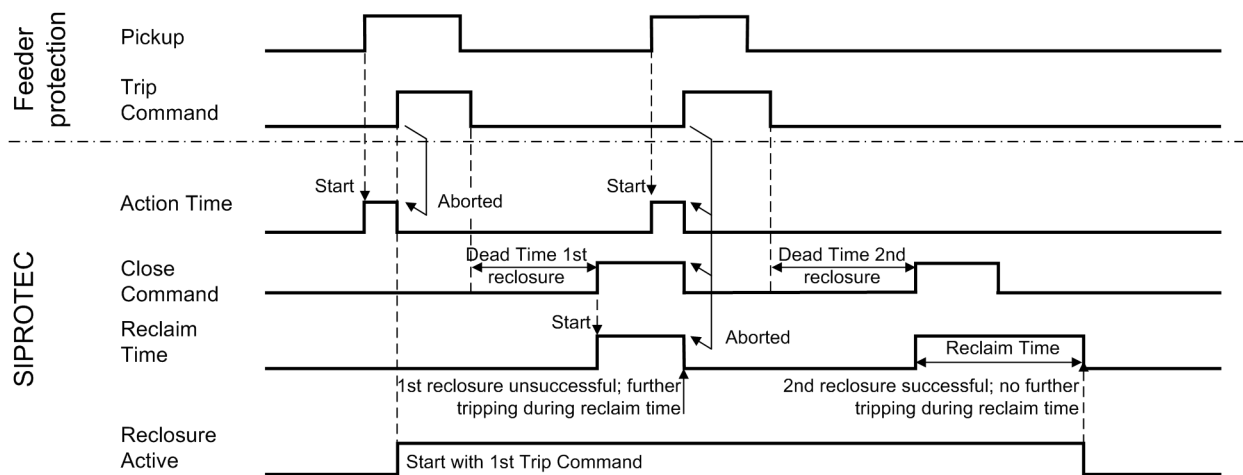 Feeder
protection
Pickup
Trip
Command
SIPROTEC
Action Time
Start
Aborted
Start
Close
Command
Dead Time 1st
reclosure
Dead Time 2nd
reclosure
Reclaim
Time
Start
Aborted
Reclaim Time
1st reclosure unsuccessful; further
tripping during reclaim time
2nd reclosure successful; no further
tripping during reclaim time
Reclosure
Active
Start with 1st Trip Command